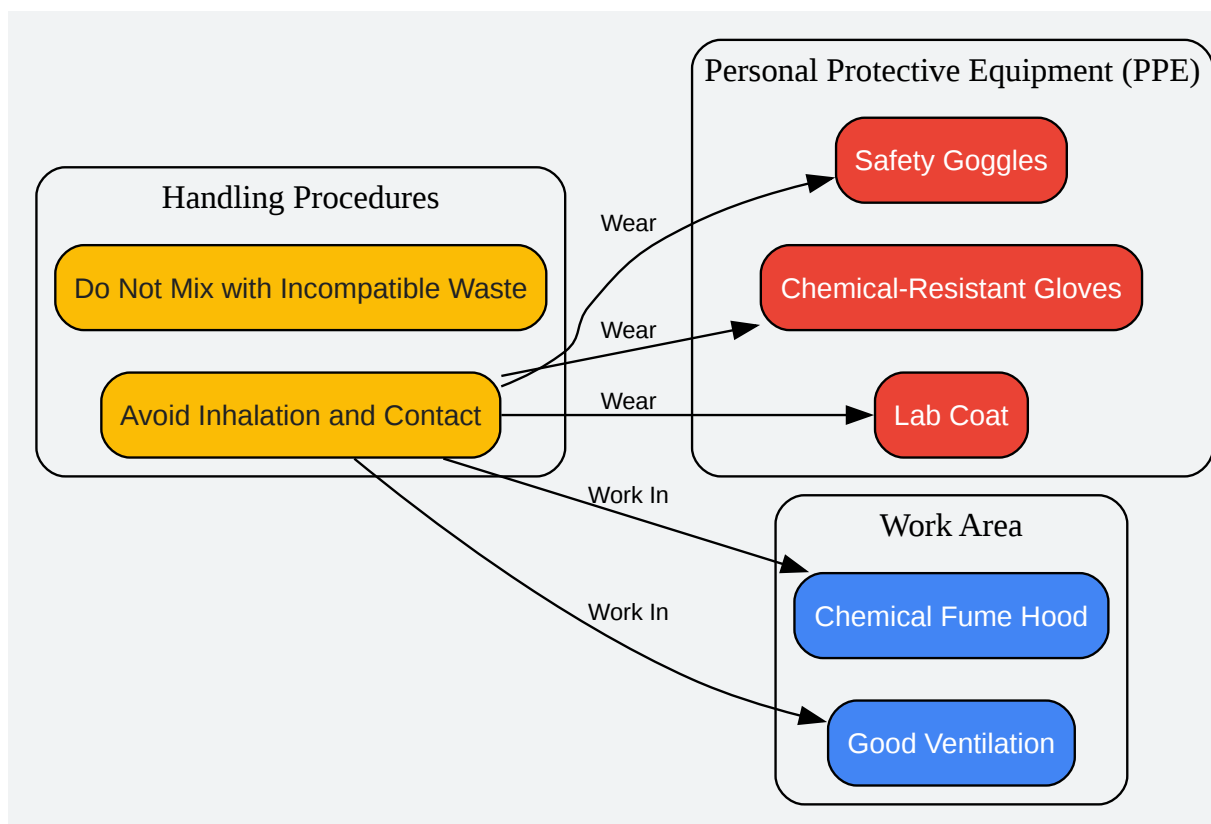 Personal Protective Equipment (PPE)
Safety Goggles
Handling Procedures
Wear
Do Not Mix with Incompatible Waste
Chemical-Resistant Gloves
Wear
Avoid Inhalation and Contact
Wear
Lab Coat
Work In
Work Area
Chemical Fume Hood
Work In
Good Ventilation